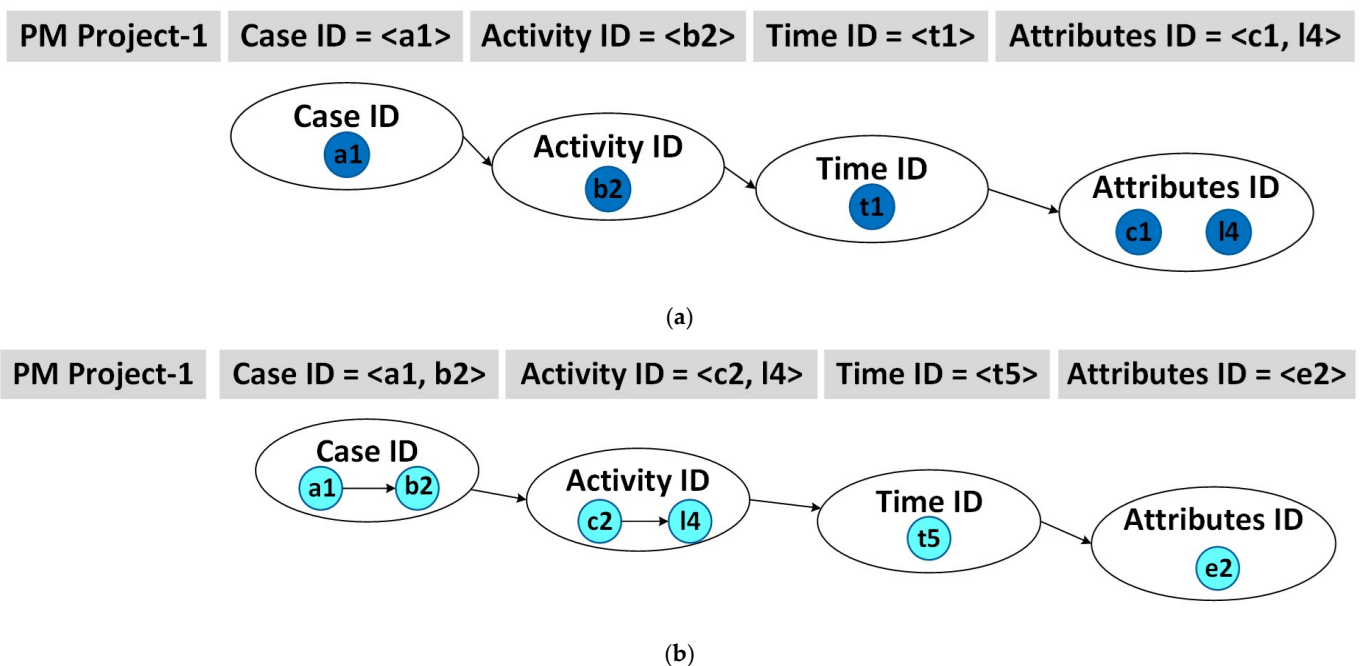 PM Project-1 Case ID = <a1> Activity ID = <b2> Time ID = <t1> Attributes ID = <c1, l4>
Case ID
a1
Activity ID
b2
Time ID
t1
Attributes ID
c1 l4
(a)
PM Project-1 Case ID = <a1, b2> Activity ID = <c2, l4> Time ID = <t5> Attributes ID = <e2>
Case ID
a1 b2
Activity ID
c2 l4
Time ID
t5
Attributes ID
e2
(b)